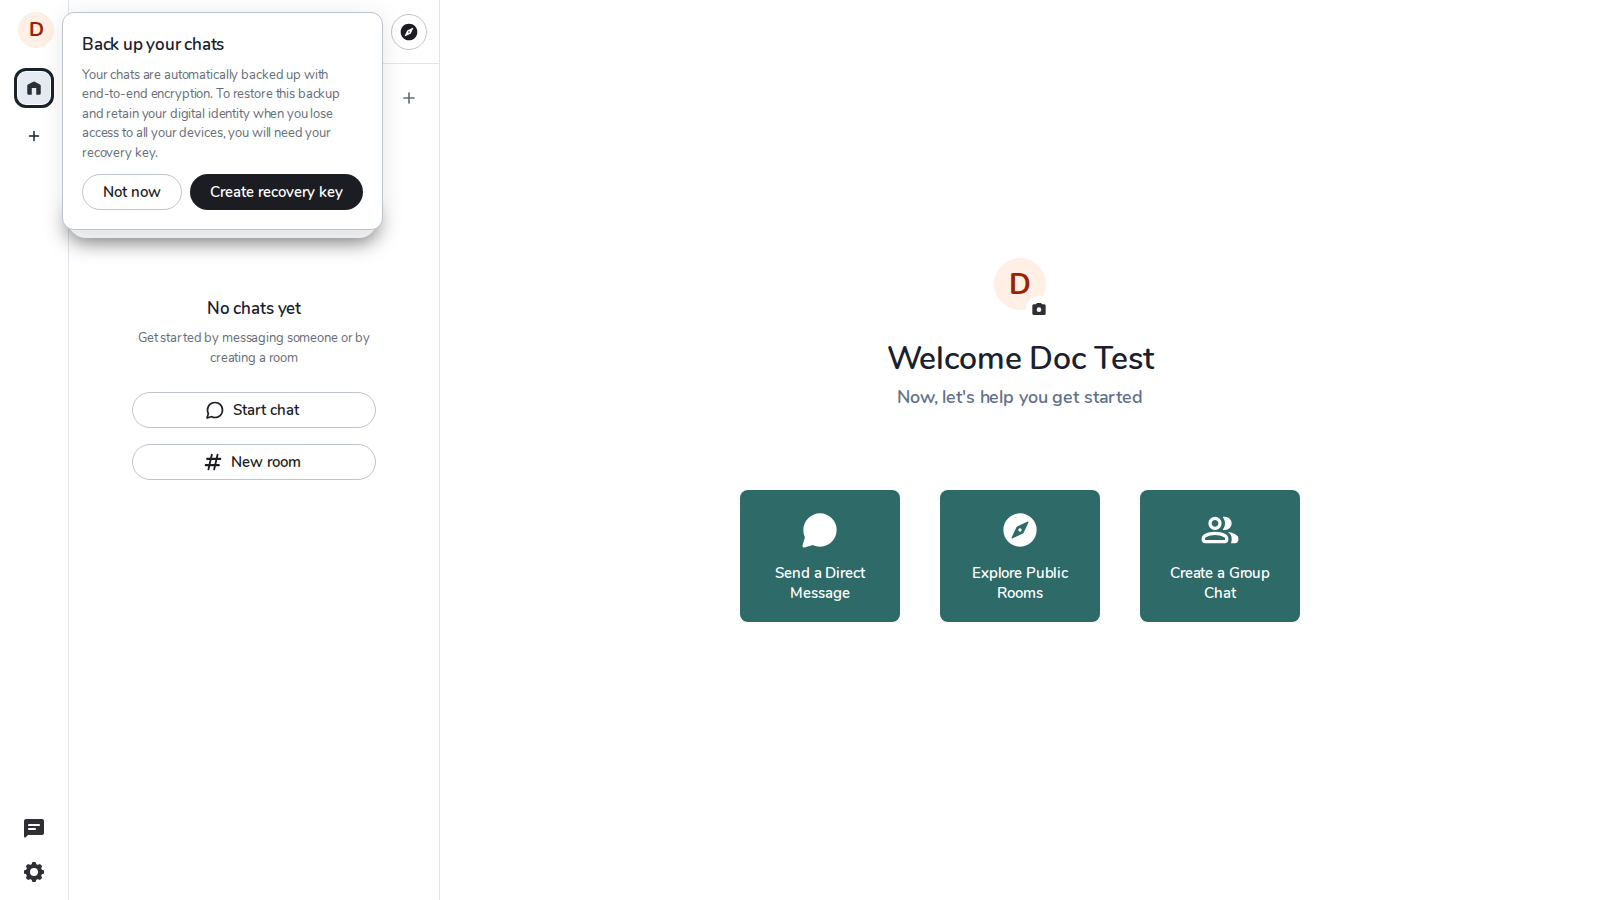 D
Back up your chats
Your chats are automatically backed up with
end-to-end encryption. To restore this backup
and retain your digital identity when you lose
access to all your devices, you will need your
recovery key.
Not now
Create recovery key
No chats yet
Get started by messaging someone or by
creating a room
Start chat
New room
D
Welcome Doc Test
Now, let's help you get started
Send a Direct
Message
Explore Public
Rooms
Create a Group
Chat